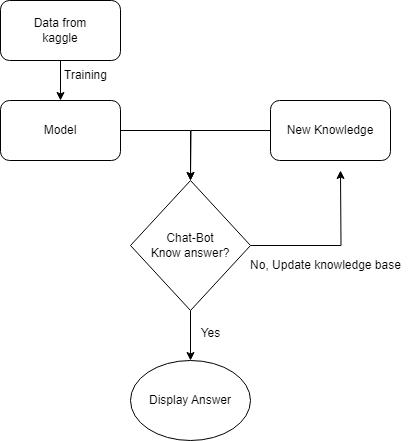 Data from
kaggle
Training
Model
New Knowledge
Chat-Bot
Know answer?
No, Update knowledge base
Yes
Display Answer